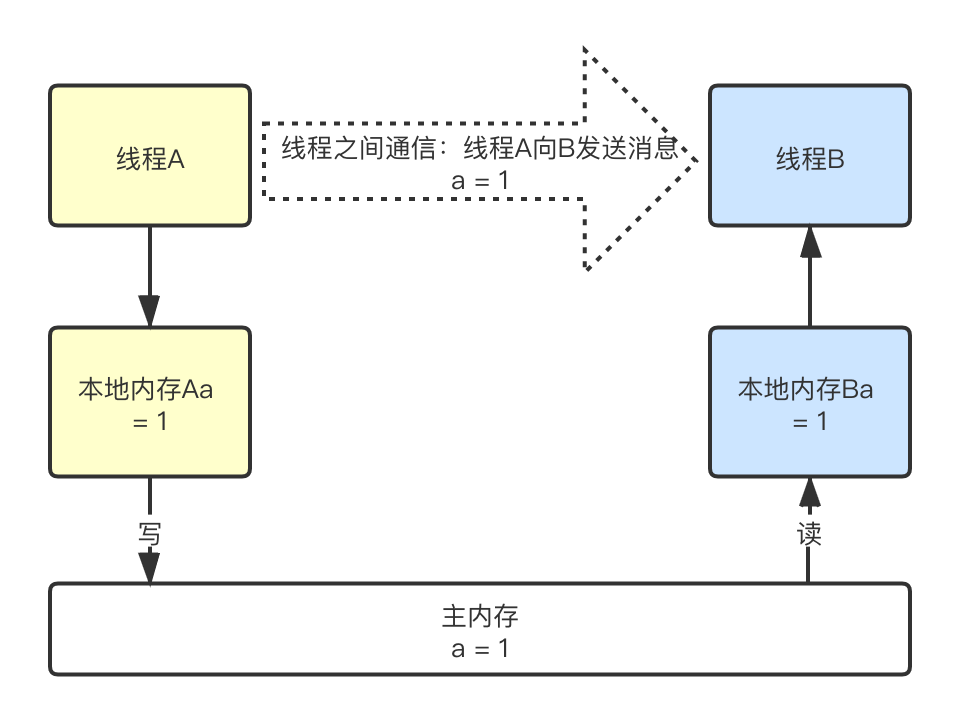 线程A
线程之间通信：线程A向B发送消息
a = 1
线程B
本地内存Aa
= 1
本地内存Ba
= 1
写
读
主内存
a = 1